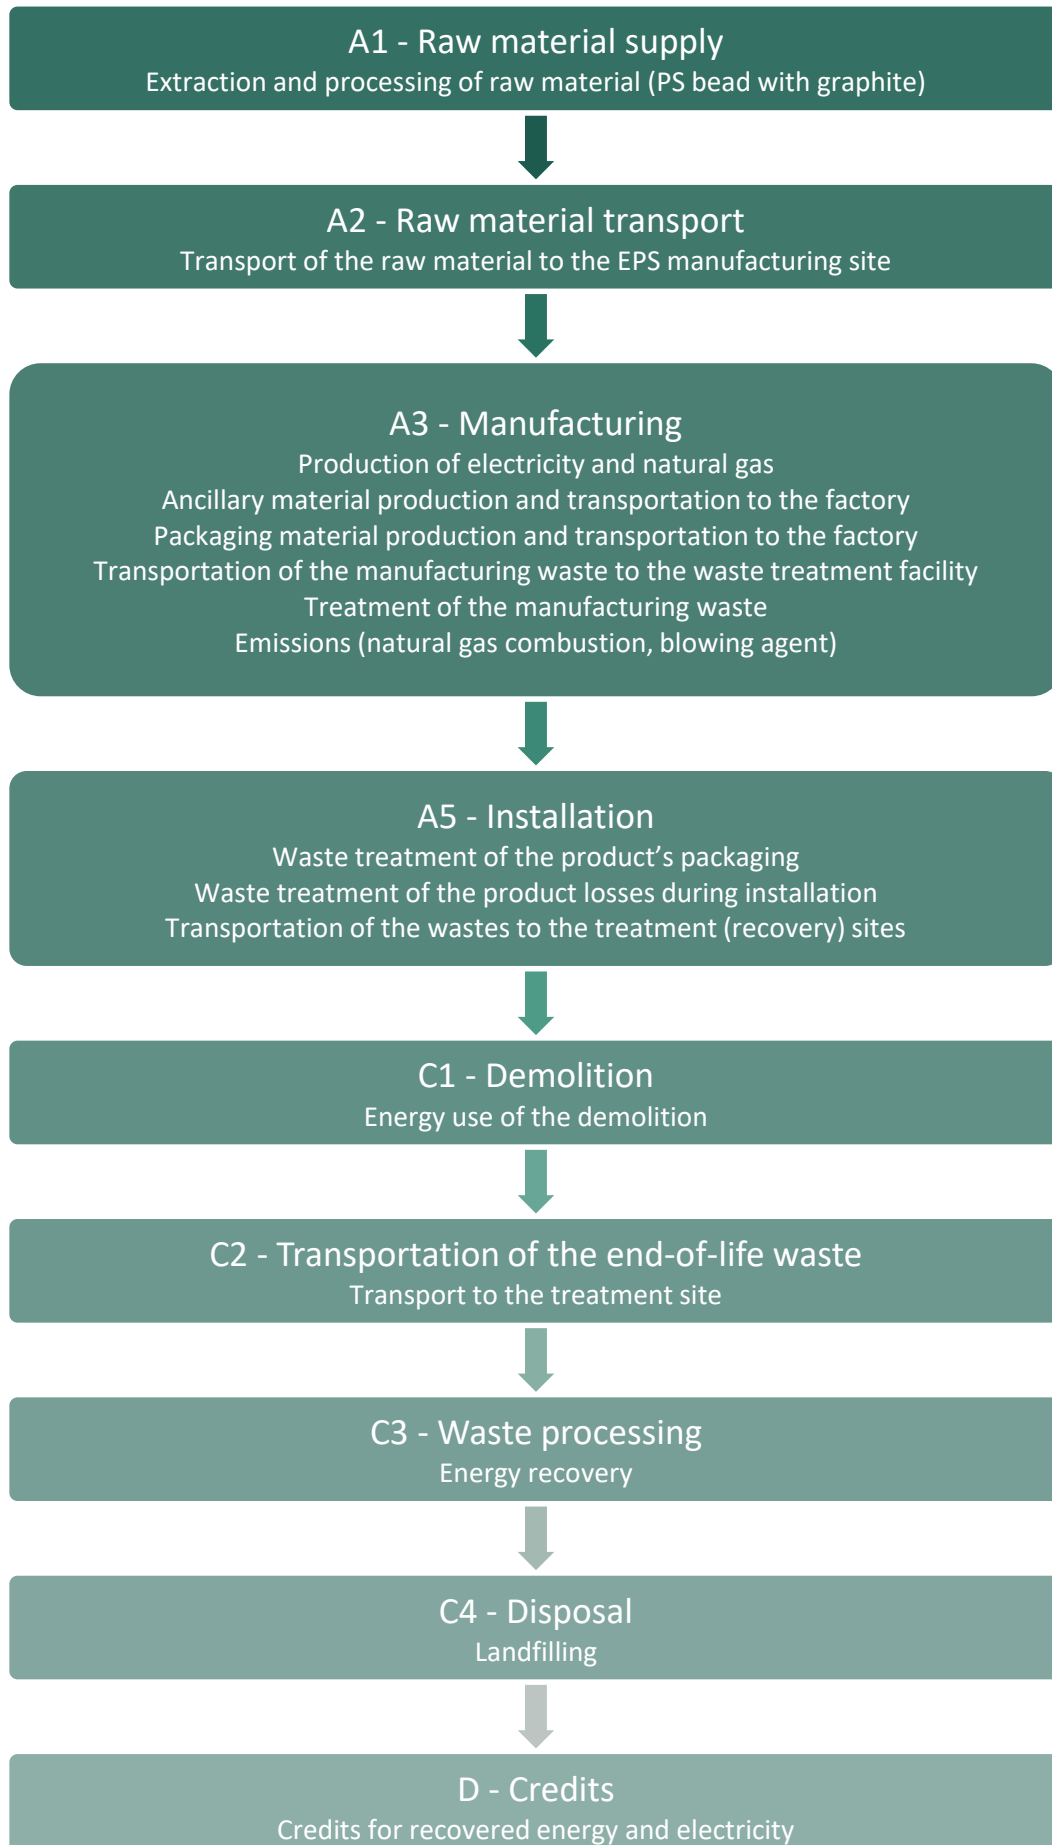 A1 - Raw material supply
Extraction and processing of raw material (PS bead with graphite)
A2 - Raw material transport
Transport of the raw material to the EPS manufacturing site
A3 - Manufacturing
Production of electricity and natural gas
Ancillary material production and transportation to the factory
Packaging material production and transportation to the factory
Transportation of the manufacturing waste to the waste treatment facility
Treatment of the manufacturing waste
Emissions (natural gas combustion, blowing agent)
A5 - Installation
Waste treatment of the product’s packaging
Waste treatment of the product losses during installation
Transportation of the wastes to the treatment (recovery) sites
C1 - Demolition
Energy use of the demolition
C2 - Transportation of the end-of-life waste
Transport to the treatment site
C3 - Waste processing
Energy recovery
C4 - Disposal
Landfilling
D - Credits
Credits for recovered energy and electricity